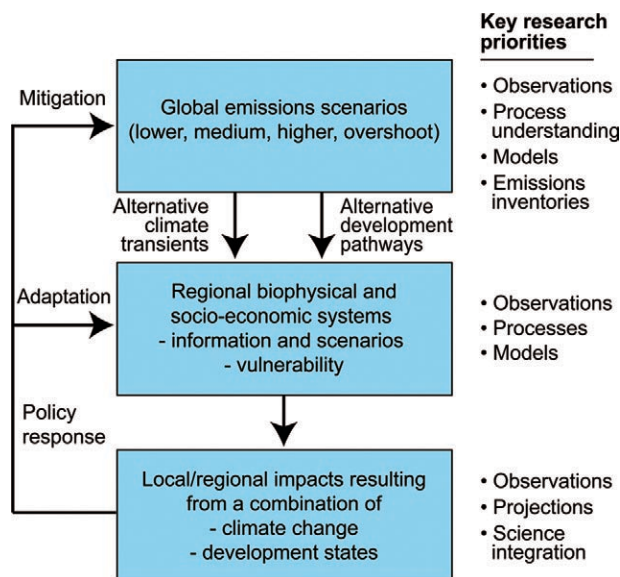 Key research
priorities
Mitigation
Global emissions scenarios
(lower, medium, higher, overshoot)
• Observations
• Process
understanding
• Models
• Emissions
inventories
Alternative
climate
transients
Alternative
development
pathways
Adaptation
Regional biophysical and
socio-economic systems
- information and scenarios
- vulnerability
• Observations
• Processes
• Models
Policy
response
Local/regional impacts resulting
from a combination of
- climate change
- development states
• Observations
• Projections
• Science
integration